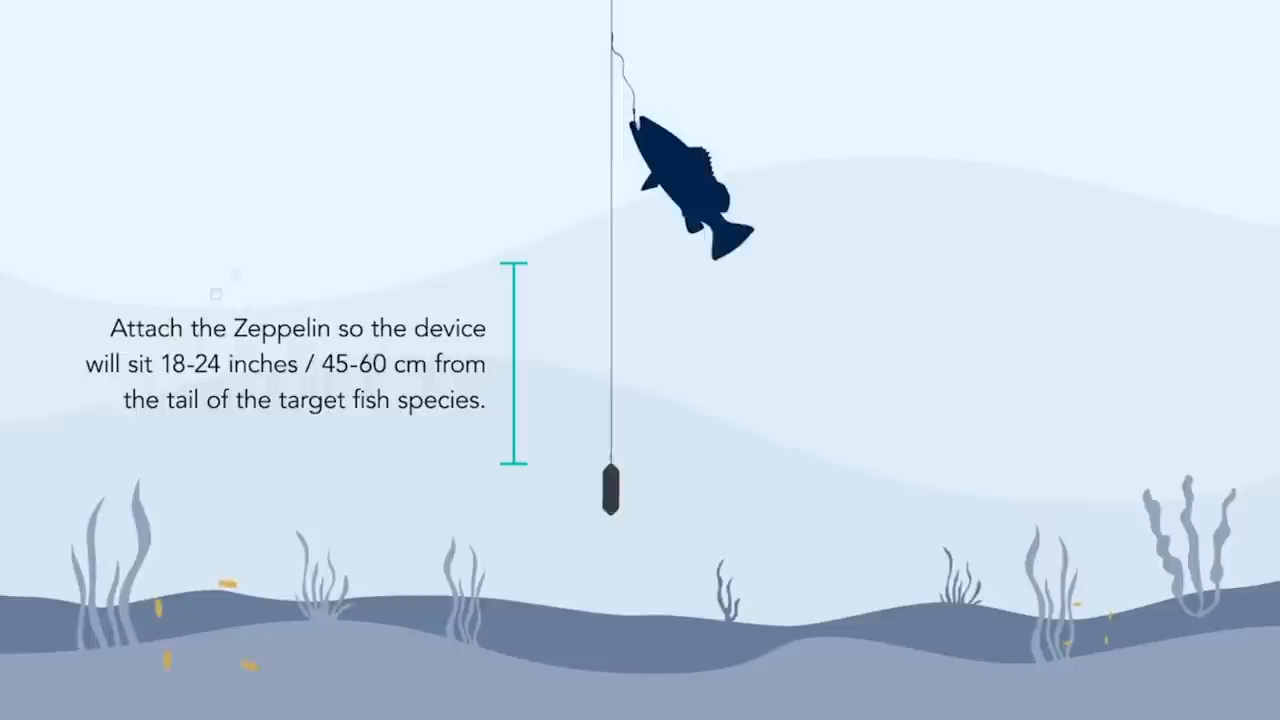 Attach the Zeppelin so the device
will sit 18-24 inches / 45-60 cm from
the tail of the target fish species.